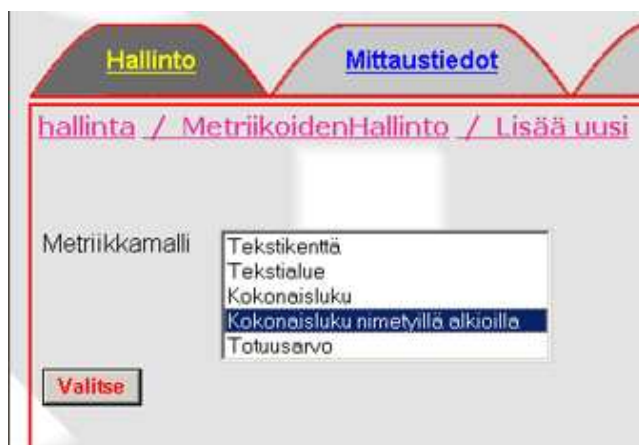 Hallinto Mittaustiedot
hallinta / MetriikoidenHallinto / Lisää uusi
Metriikkamalli
Tekstikenttä
Tekstialue
Kokonaisluku
Kokonaisluku nimetyillä alkioilla
Totuusarvo
Valitse